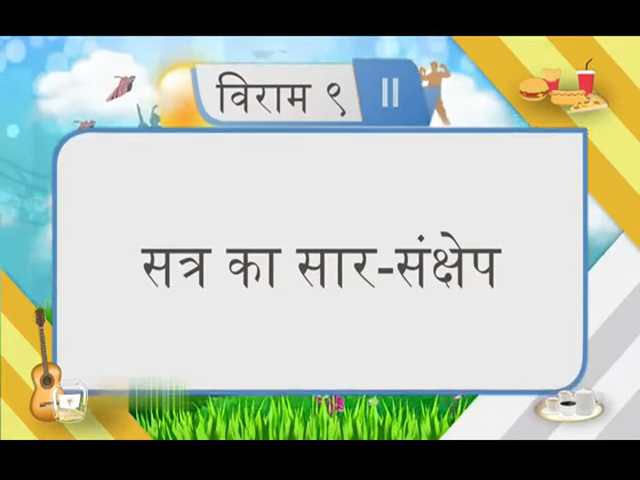 विराम ९
सत्र का सार-संक्षेप